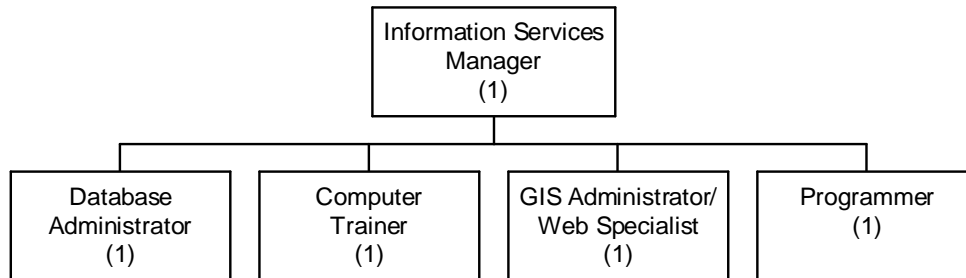 Information Services
Manager
(1)
Database
Administrator
(1)
Computer
Trainer
(1)
GIS Administrator/
Web Specialist
(1)
Programmer
(1)